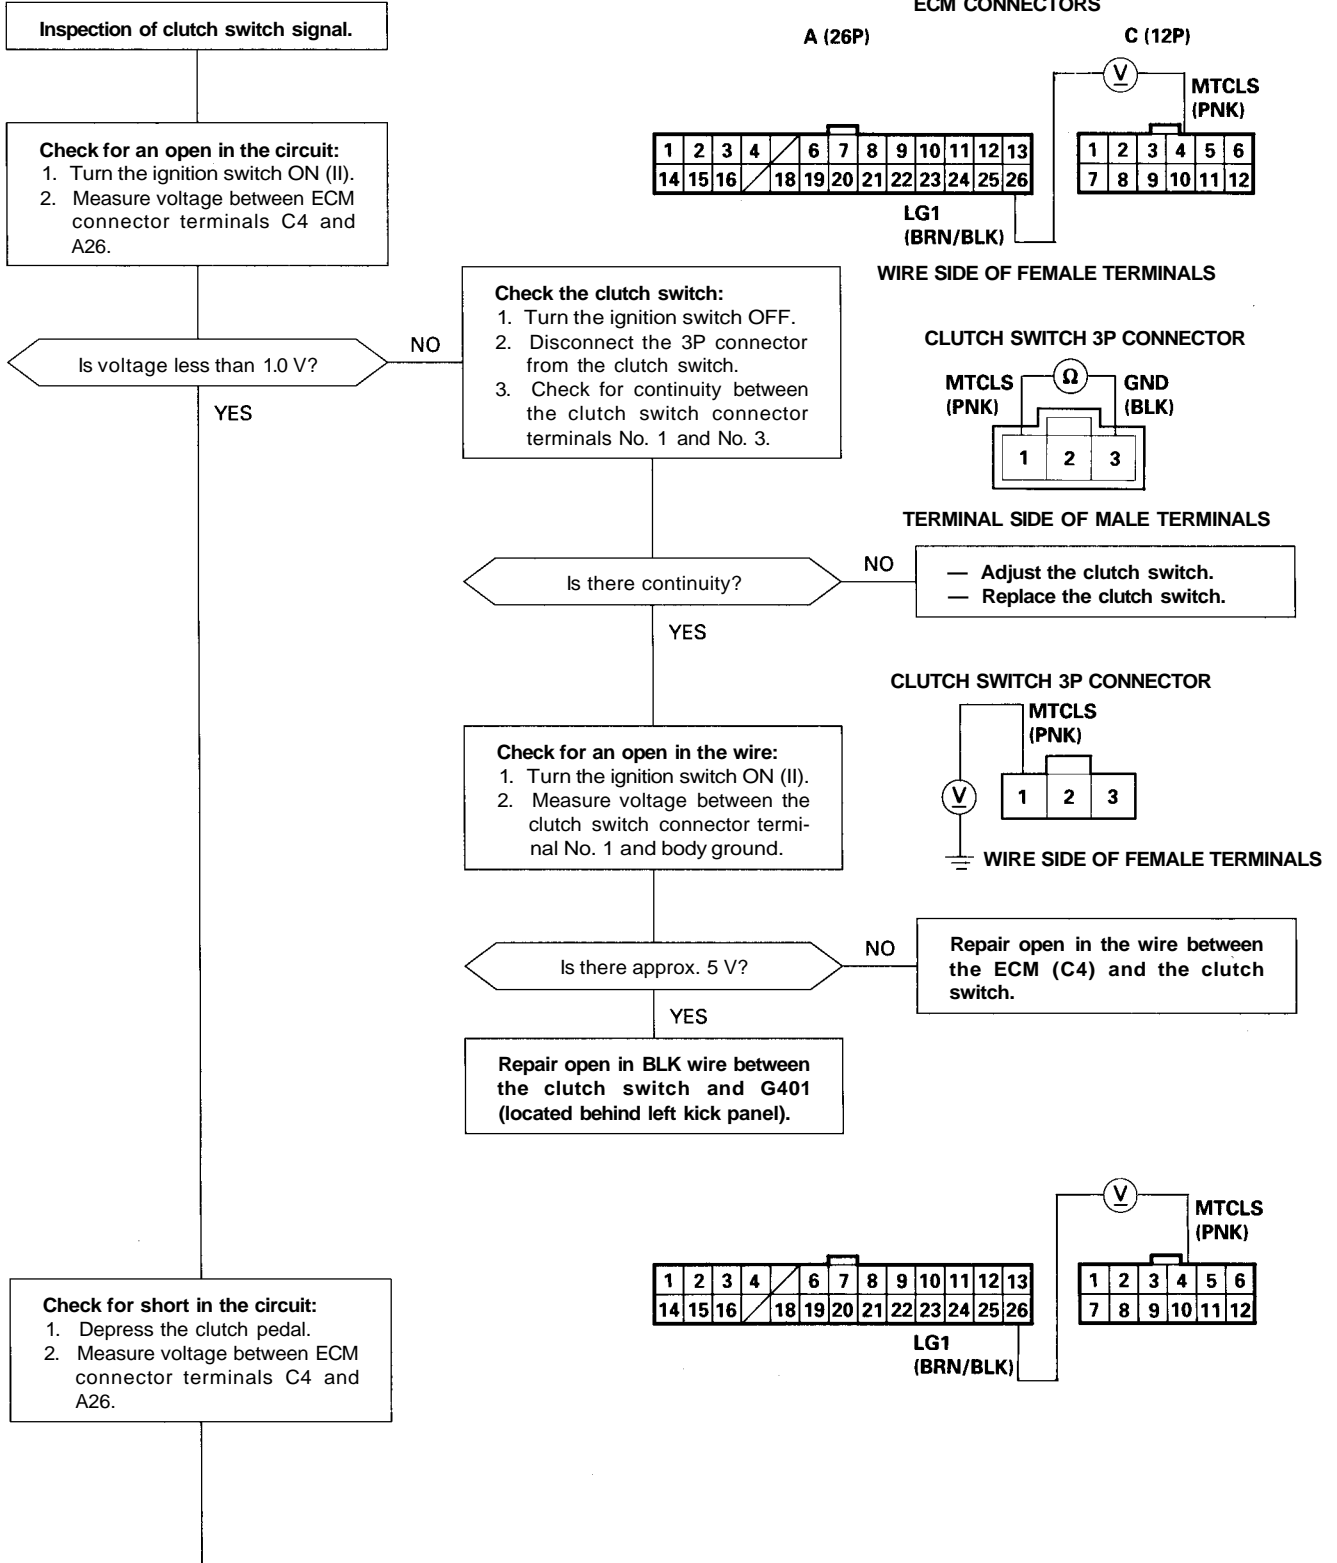 Inspection of clutch switch signal.
ECM CONNECTORS
A (26P)
C (12P)
V
MTCLS
(PNK)
1 2 3 4 6 7 8 9 10 11 12 13
14 15 16 18 19 20 21 22 23 24 25 26
1 2 3 4 5 6
7 8 9 10 11 12
LG1
(BRN/BLK)
WIRE SIDE OF FEMALE TERMINALS
Check for an open in the circuit:
1. Turn the ignition switch ON (II).
2. Measure voltage between ECM
connector terminals C4 and
A26.
Is voltage less than 1.0 V?
NO
YES
Check the clutch switch:
1. Turn the ignition switch OFF.
2. Disconnect the 3P connector
from the clutch switch.
3. Check for continuity between
the clutch switch connector
terminals No. 1 and No. 3.
CLUTCH SWITCH 3P CONNECTOR
MTCLS
(PNK)
Ω
GND
(BLK)
1 2 3
TERMINAL SIDE OF MALE TERMINALS
Is there continuity?
NO
— Adjust the clutch switch.
— Replace the clutch switch.
YES
CLUTCH SWITCH 3P CONNECTOR
MTCLS
(PNK)
V
1 2 3
WIRE SIDE OF FEMALE TERMINALS
Check for an open in the wire:
1. Turn the ignition switch ON (II).
2. Measure voltage between the
clutch switch connector termi-
nal No. 1 and body ground.
Is there approx. 5 V?
NO
Repair open in the wire between
the ECM (C4) and the clutch
switch.
YES
Repair open in BLK wire between
the clutch switch and G401
(located behind left kick panel).
V
MTCLS
(PNK)
1 2 3 4 6 7 8 9 10 11 12 13
14 15 16 18 19 20 21 22 23 24 25 26
1 2 3 4 5 6
7 8 9 10 11 12
LG1
(BRN/BLK)
Check for short in the circuit:
1. Depress the clutch pedal.
2. Measure voltage between ECM
connector terminals C4 and
A26.